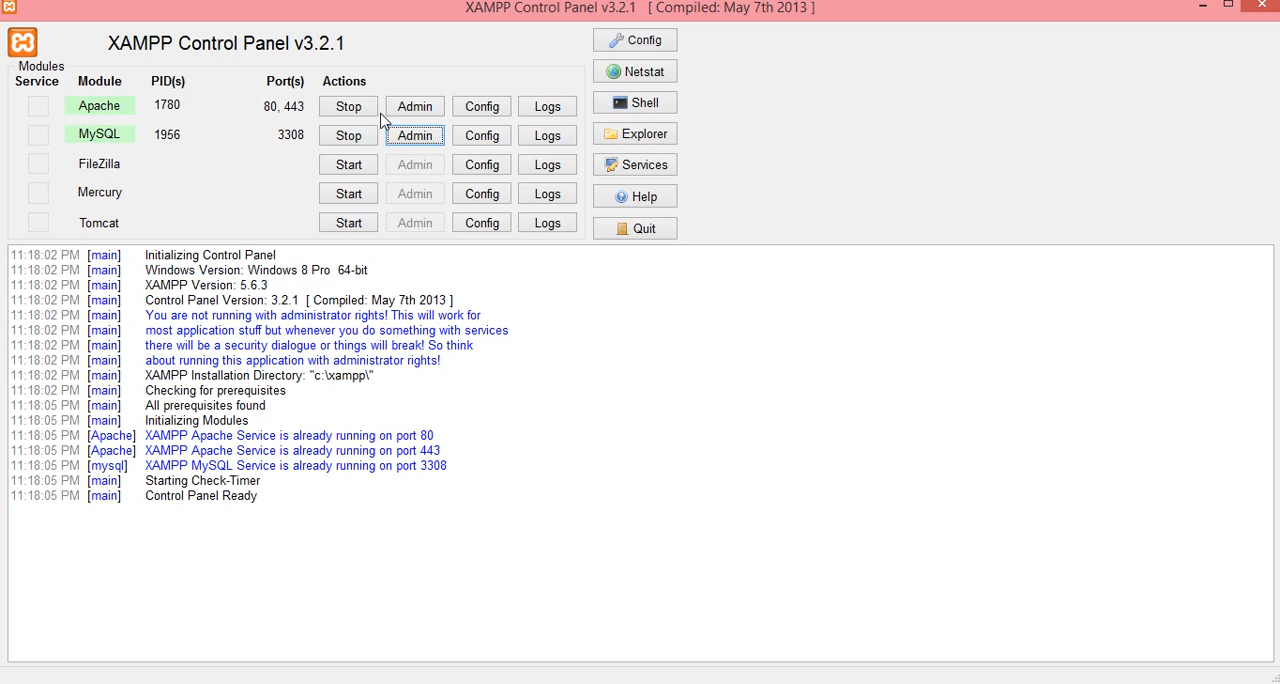 XAMPP Control Panel v3.2.1 [ Compiled: May 7th 2013 ]
XAMPP Control Panel v3.2.1
Modules
Service Module PID(s) Port(s) Actions
Apache 1780 80, 443 Stop Admin Config Logs
MySQL 1956 3308 Stop Admin Config Logs
FileZilla Start Admin Config Logs
Mercury Start Admin Config Logs
Tomcat Start Admin Config Logs
Config
Netstat
Shell
Explorer
Services
Help
Quit
11:18:02 PM [main] Initializing Control Panel
11:18:02 PM [main] Windows Version: Windows 8 Pro 64-bit
11:18:02 PM [main] XAMPP Version: 5.6.3
11:18:02 PM [main] Control Panel Version: 3.2.1 [ Compiled: May 7th 2013 ]
11:18:02 PM [main] You are not running with administrator rights! This will work for
11:18:02 PM [main] most application stuff but whenever you do something with services
11:18:02 PM [main] there will be a security dialogue or things will break! So think
11:18:02 PM [main] about running this application with administrator rights!
11:18:02 PM [main] XAMPP Installation Directory: "c:\xampp\"
11:18:02 PM [main] Checking for prerequisites
11:18:05 PM [main] All prerequisites found
11:18:05 PM [main] Initializing Modules
11:18:05 PM [Apache] XAMPP Apache Service is already running on port 80
11:18:05 PM [Apache] XAMPP Apache Service is already running on port 443
11:18:05 PM [mysql] XAMPP MySQL Service is already running on port 3308
11:18:05 PM [main] Starting Check-Timer
11:18:05 PM [main] Control Panel Ready